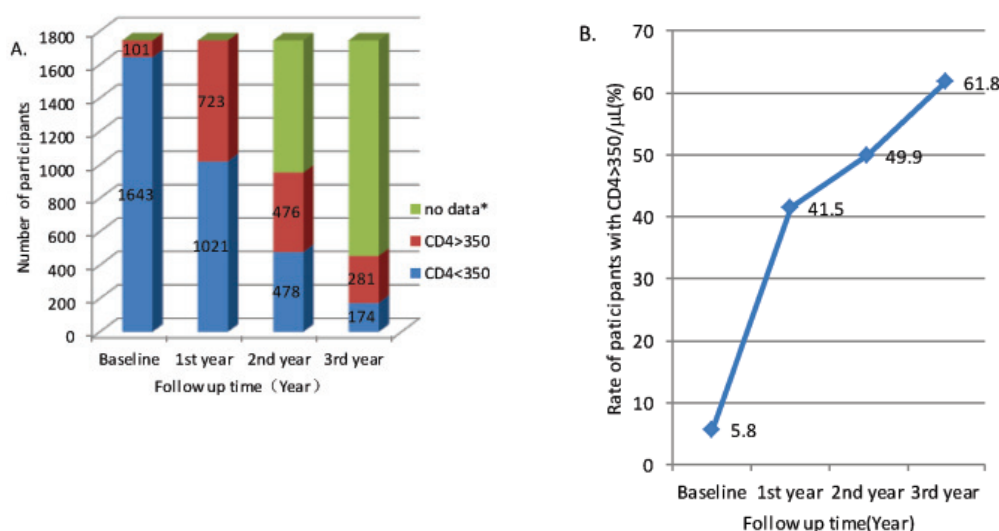 A.
Number of participants
1800
1600
1400
1200
1000
800
600
400
200
0
101
1643
723
1021
476
478
281
174
Baseline 1st year 2nd year 3rd year
Follow up time (Year)
no data*
CD4>350
CD4<350
B.
Rate of paticipants with CD4>350/μL(%)
70
60
50
40
30
20
10
0
5.8
41.5
49.9
61.8
Baseline 1st year 2nd year 3rd year
Follow up time(Year)